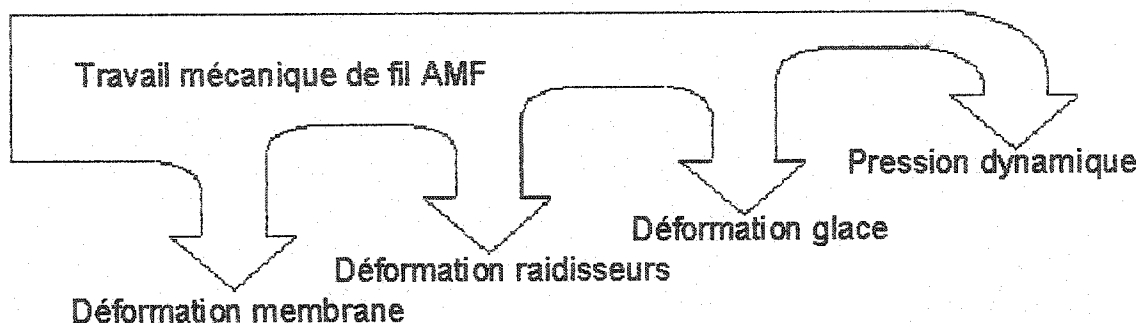 Travail mécanique de fil AMF
Pression dynamique
Déformation glace
Déformation raidisseurs
Déformation membrane